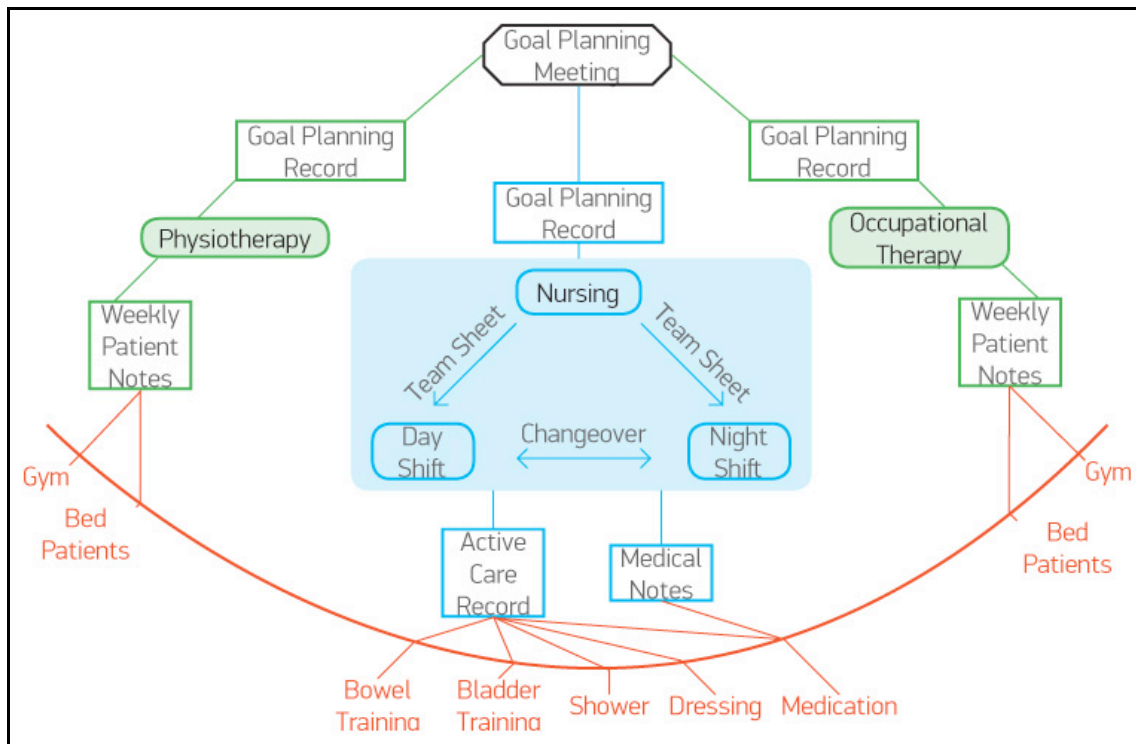 Goal Planning
Meeting
Goal Planning
Record
Goal Planning
Record
Goal Planning
Record
Physiotherapy
Occupational
Therapy
Nursing
Weekly
Patient
Notes
Team Sheet
Team Sheet
Weekly
Patient
Notes
Day
Shift
Changeover
Night
Shift
Gym
Gym
Bed
Patients
Bed
Patients
Active
Care
Record
Medical
Notes
Bowel
Training
Bladder
Training
Shower
Dressing
Medication